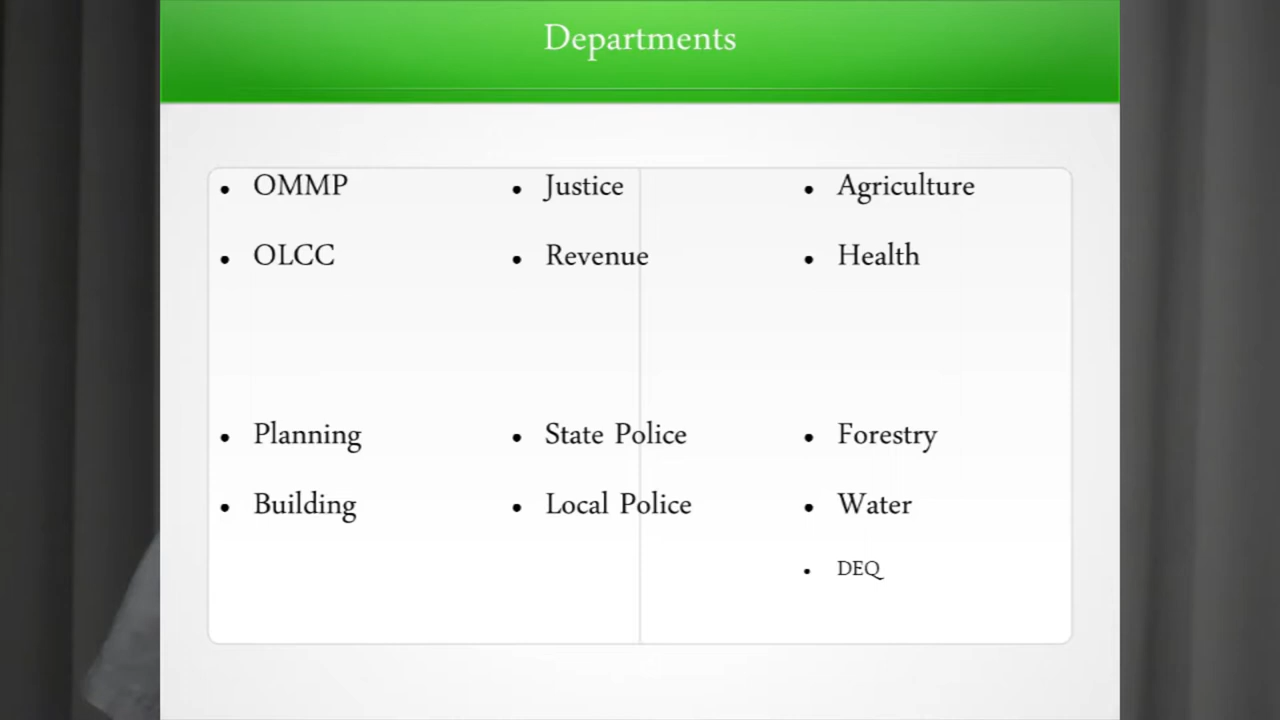 Departments
OMMP
OLCC
Planning
Building
Justice
Revenue
State Police
Local Police
Agriculture
Health
Forestry
Water
DEQ